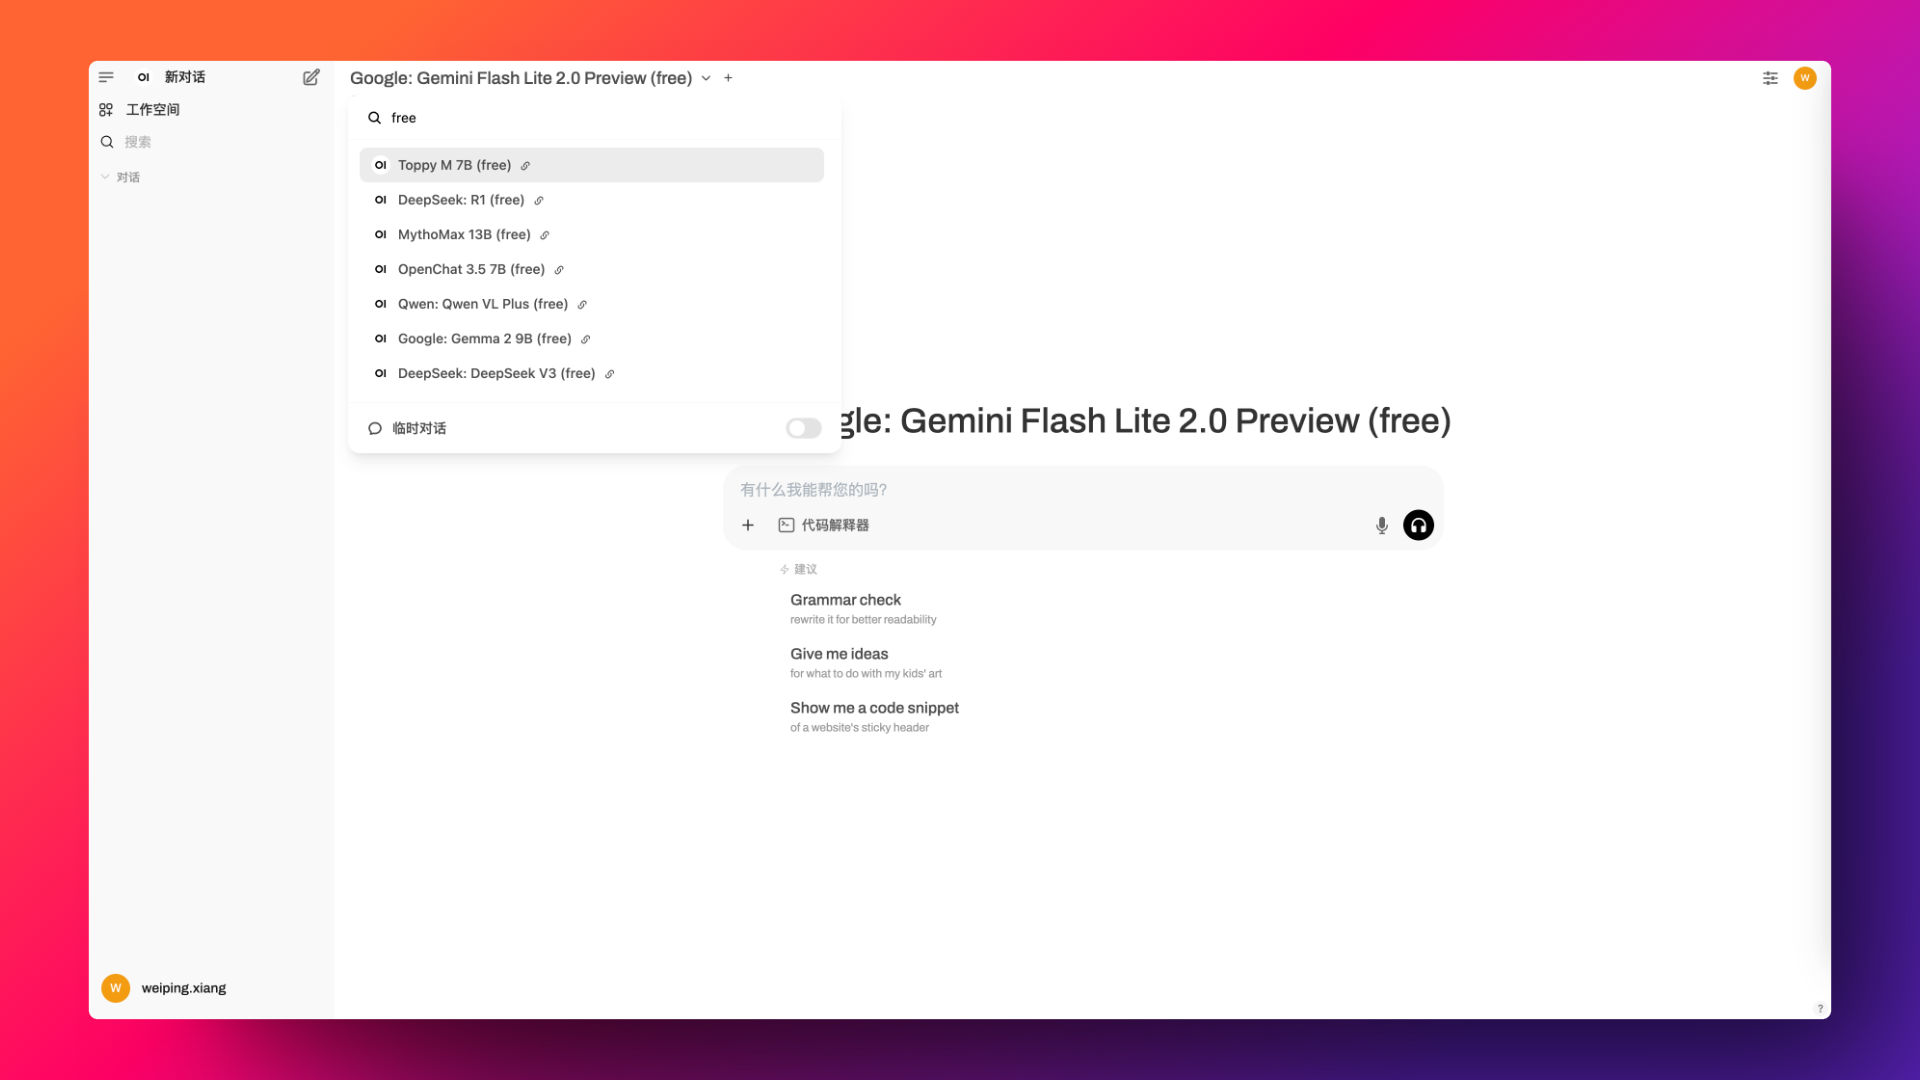 OI 新对话
工作空间
搜索
对话
weiping.xiang
W
Google: Gemini Flash Lite 2.0 Preview (free)
W
free
OI Toppy M 7B (free)
OI DeepSeek: R1 (free)
OI MythoMax 13B (free)
OI OpenChat 3.5 7B (free)
OI Qwen: Qwen VL Plus (free)
OI Google: Gemma 2 9B (free)
OI DeepSeek: DeepSeek V3 (free)
临时对话
gle: Gemini Flash Lite 2.0 Preview (free)
有什么我能帮您的吗?
代码解释器
建议
Grammar check
rewrite it for better readability
Give me ideas
for what to do with my kids' art
Show me a code snippet
of a website's sticky header
?